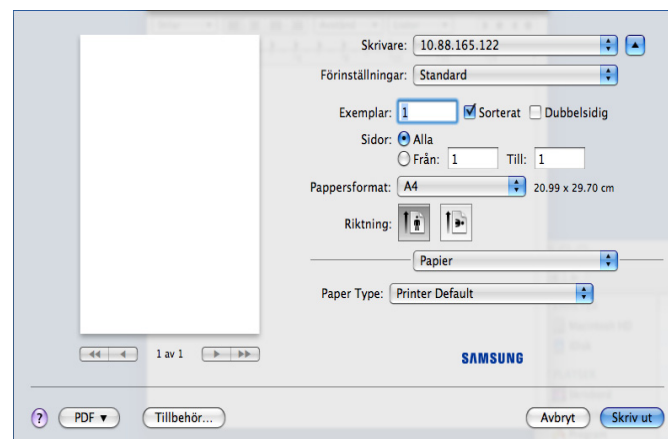 Skrivare: 10.88.165.122
Förinställningar: Standard
Exemplar: 1 Sorterat Dubbelsidig
Sidor: Alla
Från: 1 Till: 1
Pappersformat: A4 20.99 x 29.70 cm
Riktning:
Papier
Paper Type: Printer Default
1 av 1
SAMSUNG
? PDF Tillbehör... Avbryt Skriv ut